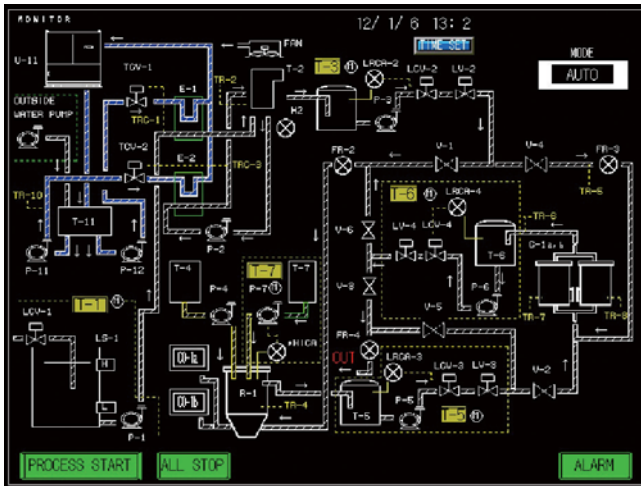 MONITOR
12/ 1/ 6 13: 2
TIME SET
MODE
AUTO
U-11
FAN
T-2
T-3
LRCA-2
LCV-2
LV-2
TCV-1
E-1
TR-2
H2
P-3
OUTSIDE
WATER PUMP
TRC-1
TCV-2
E-2
TRC-3
FR-2
V-1
V-4
FR-3
TR-5
TR-10
T-11
T-6
LRCA-4
TR-6
V-6
LV-4
LCV-4
T-6
P-11
P-12
P-2
T-4
P-4
T-7
P-7
T-7
V-3
P-6
TR-7
TR-8
V-5
T-1
LCV-1
LS-1
H
L
P-1
FR-4
OUT
LRCA-3
LCV-3
LV-3
V-2
R-1
TR-4
T-5
P-5
T-5
PROCESS START
ALL STOP
ALARM